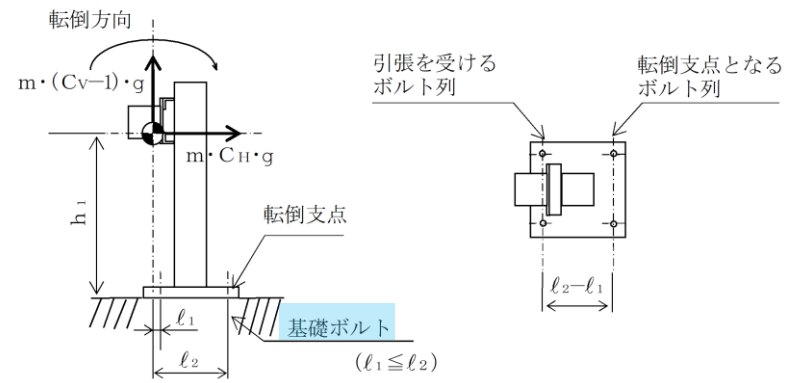 転倒方向
m・(Cv−1)・g
m・CH・g
h₁
転倒支点
ℓ₁
ℓ₂
基礎ボルト
(ℓ₁≦ℓ₂)
引張を受ける
ボルト列
転倒支点となる
ボルト列
ℓ₂−ℓ₁